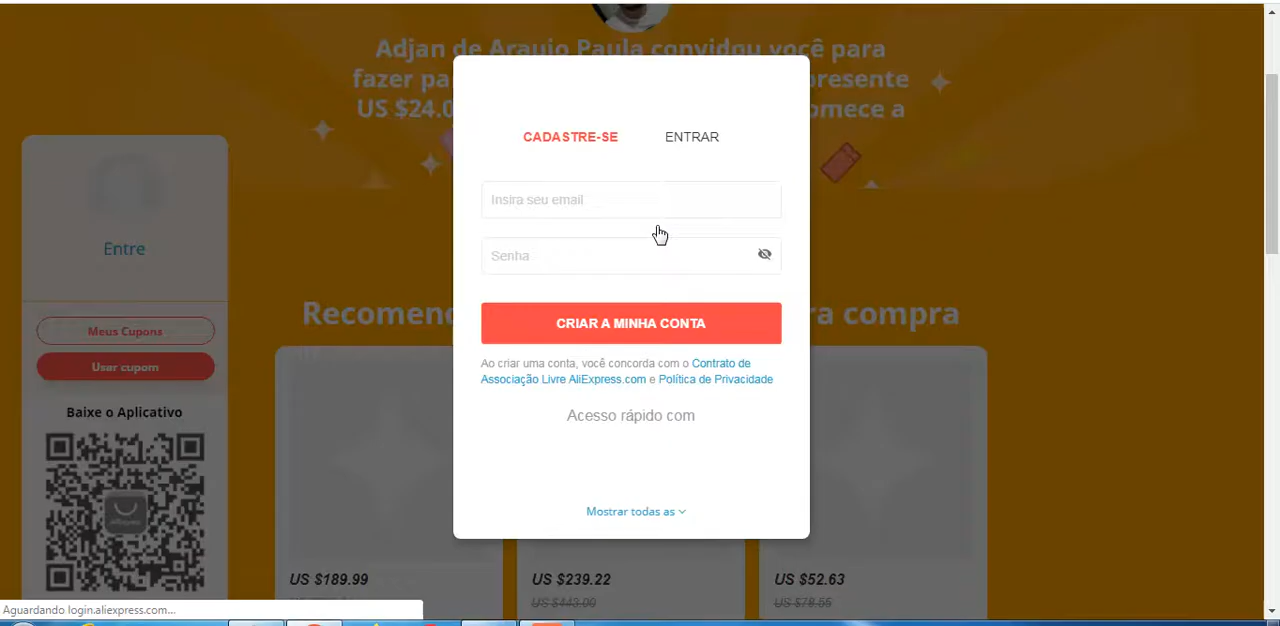 Adjan de Araujo Paula convidou você para
fazer pa
presente
US $24.0
omece a
CADASTRE-SE
ENTRAR
Insira seu email
Senha
CRIAR A MINHA CONTA
Ao criar uma conta, você concorda com o Contrato de
Associação Livre AliExpress.com e Política de Privacidade
Acesso rápido com
Mostrar todas as
Entre
Meus Cupons
Usar cupom
Baixe o Aplicativo
AliExpress
Recomen
ra compra
US $189.99
US $239.22
US $443.00
US $52.63
US $78.55
Aguardando login.aliexpress.com...